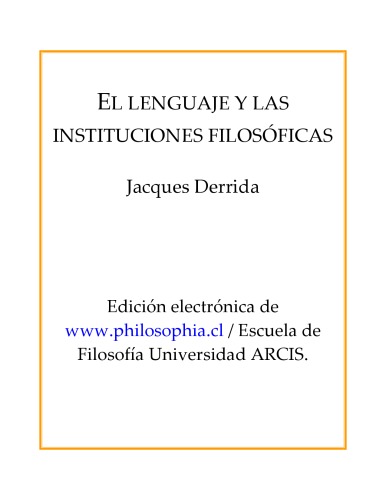 EL LENGUAJE Y LAS
INSTITUCIONES FILOSÓFICAS
Jacques Derrida
Edición electrónica de
www.philosophia.cl / Escuela de
Filosofía Universidad ARCIS.